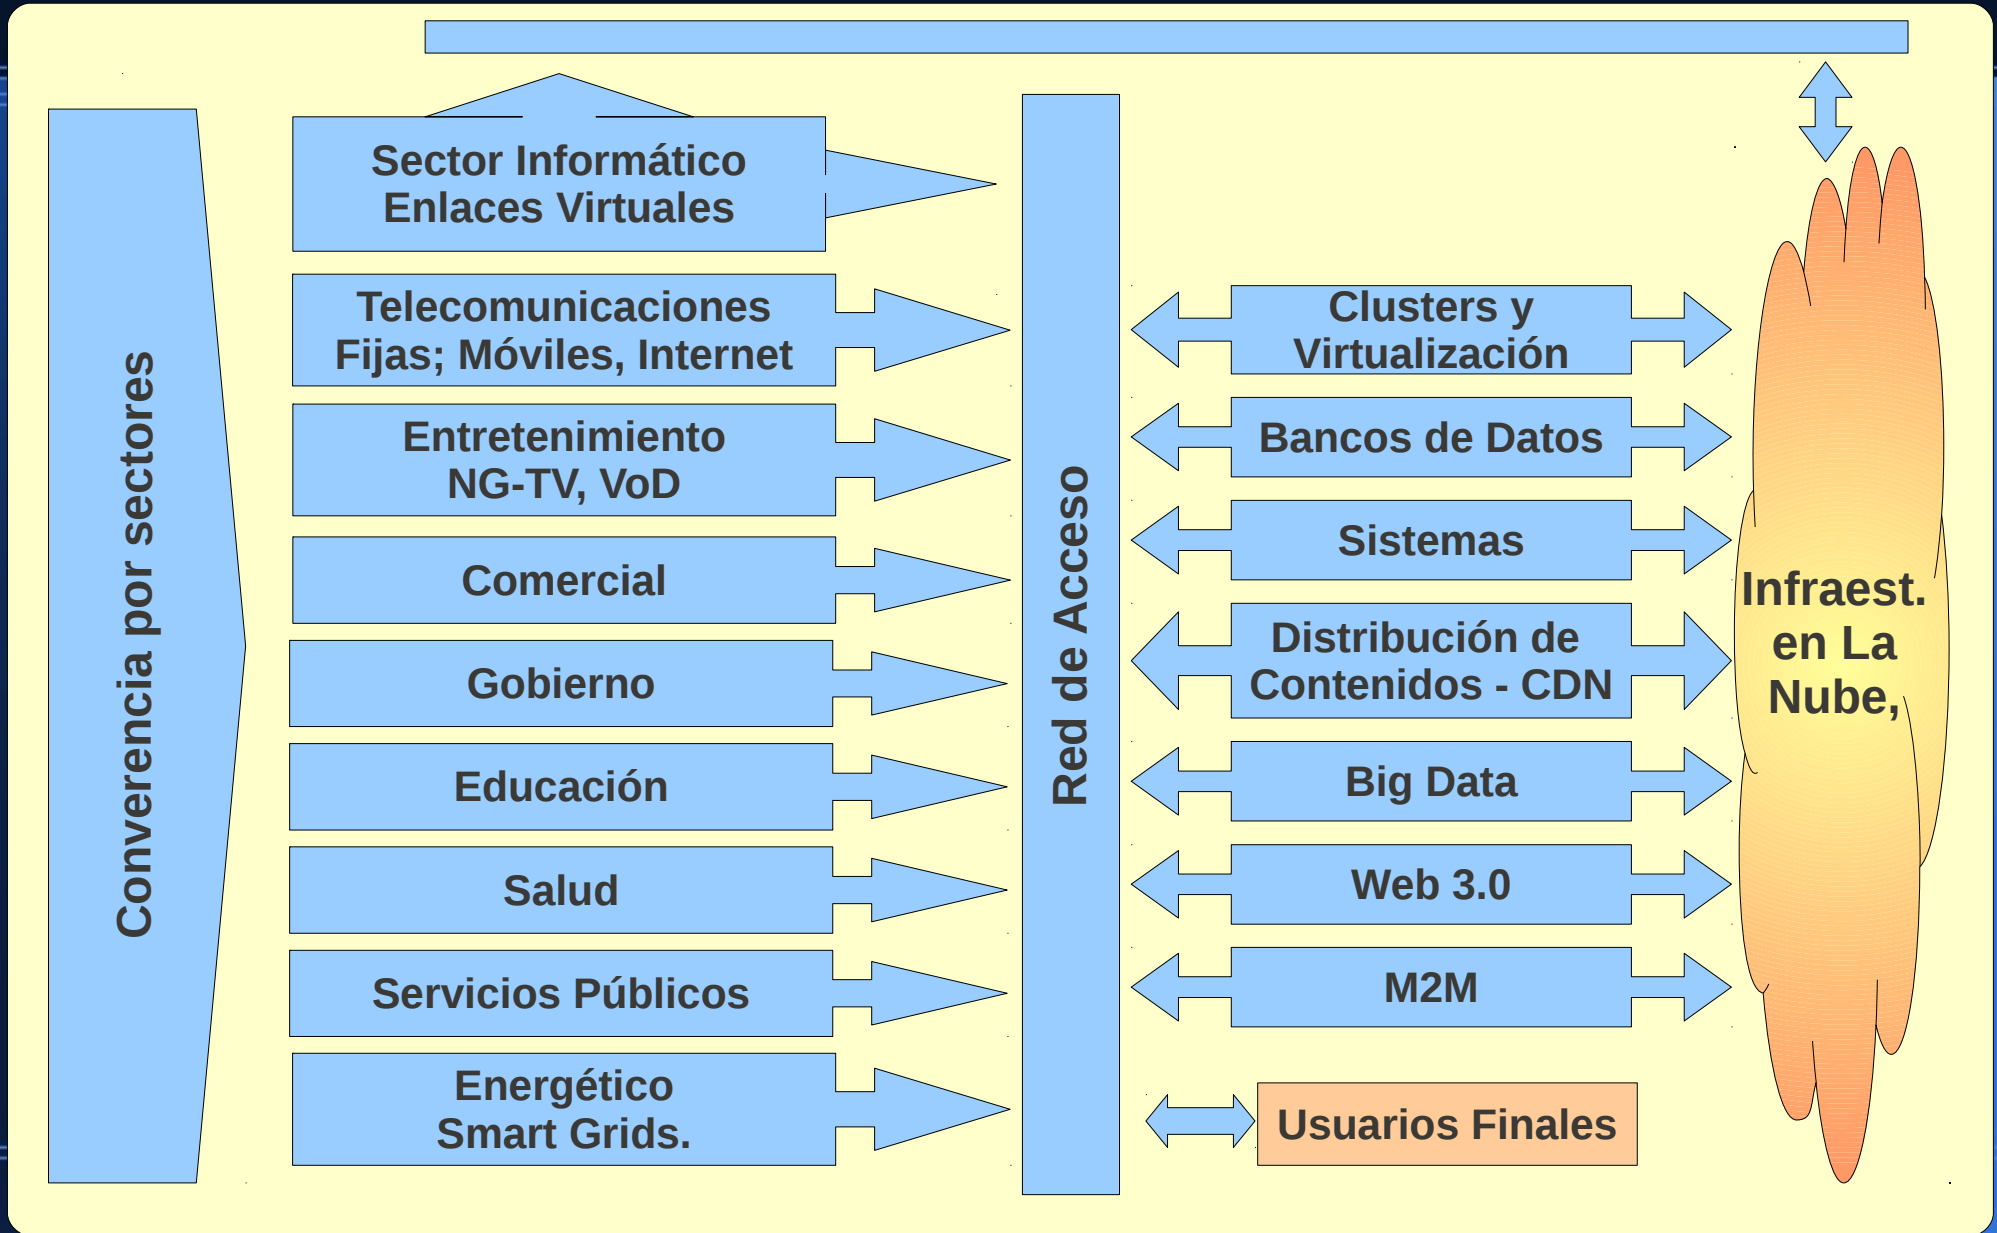 Converencia por sectores
Sector Informático
Enlaces Virtuales
Telecomunicaciones
Fijas; Móviles, Internet
Entretenimiento
NG-TV, VoD
Comercial
Gobierno
Educación
Salud
Servicios Públicos
Energético
Smart Grids.
Red de Acceso
Clusters y
Virtualización
Bancos de Datos
Sistemas
Distribución de
Contenidos - CDN
Big Data
Web 3.0
M2M
Usuarios Finales
Infraest.
en La
Nube,